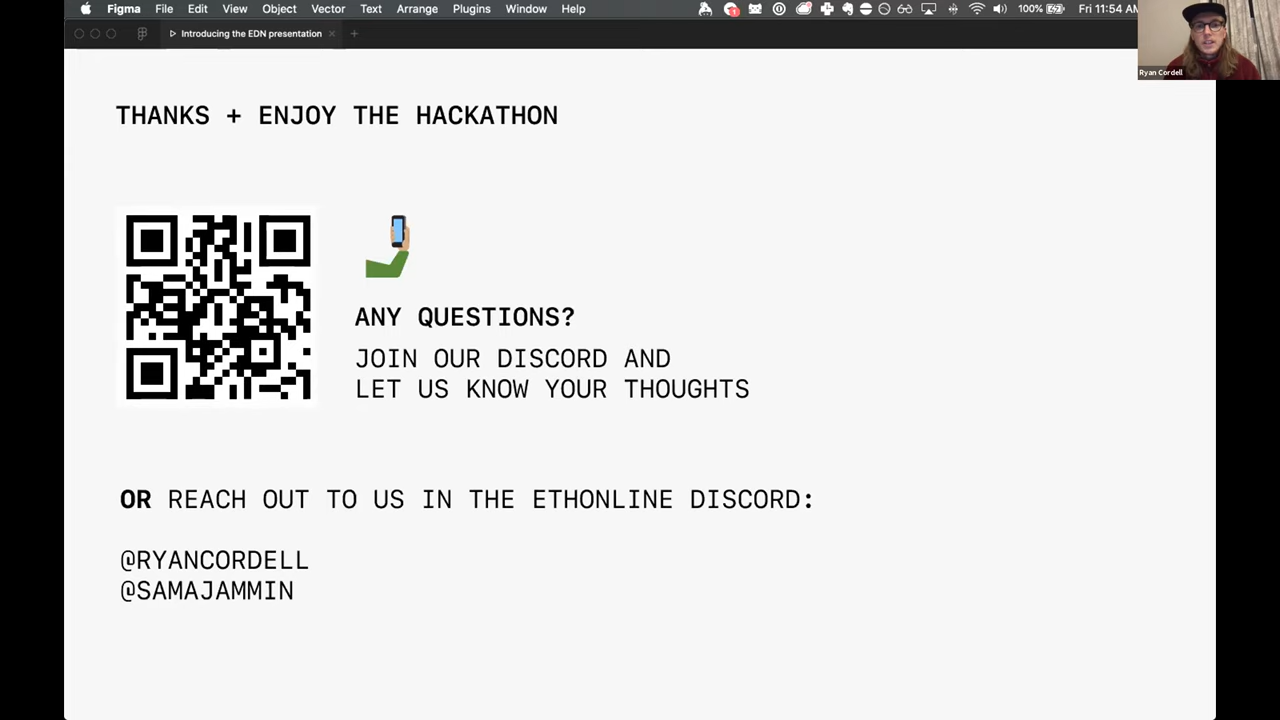 Figma File Edit View Object Vector Text Arrange Plugins Window Help 100% Fri 11:54 AM
Introducing the EDN presentation
Ryan Cordell
THANKS + ENJOY THE HACKATHON
ANY QUESTIONS?
JOIN OUR DISCORD AND
LET US KNOW YOUR THOUGHTS
OR REACH OUT TO US IN THE ETHONLINE DISCORD:
@RYANCORDELL
@SAMAJAMMIN